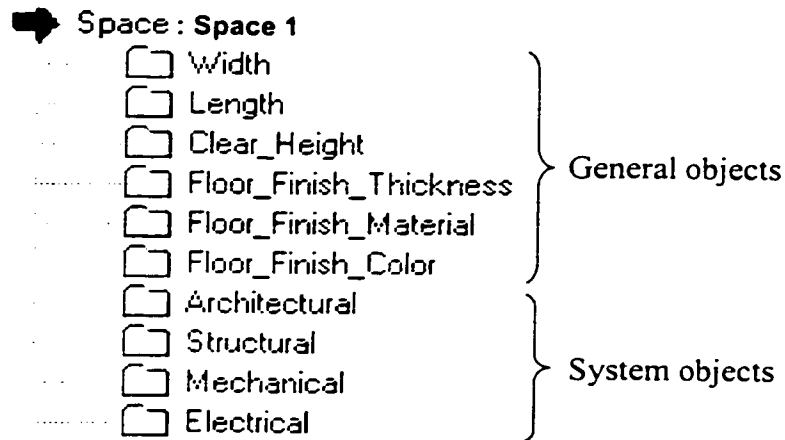 Space : Space 1
Width
Length
Clear_Height
Floor_Finish_Thickness
General objects
Floor_Finish_Material
Floor_Finish_Color
Architectural
Structural
Mechanical
System objects
Electrical